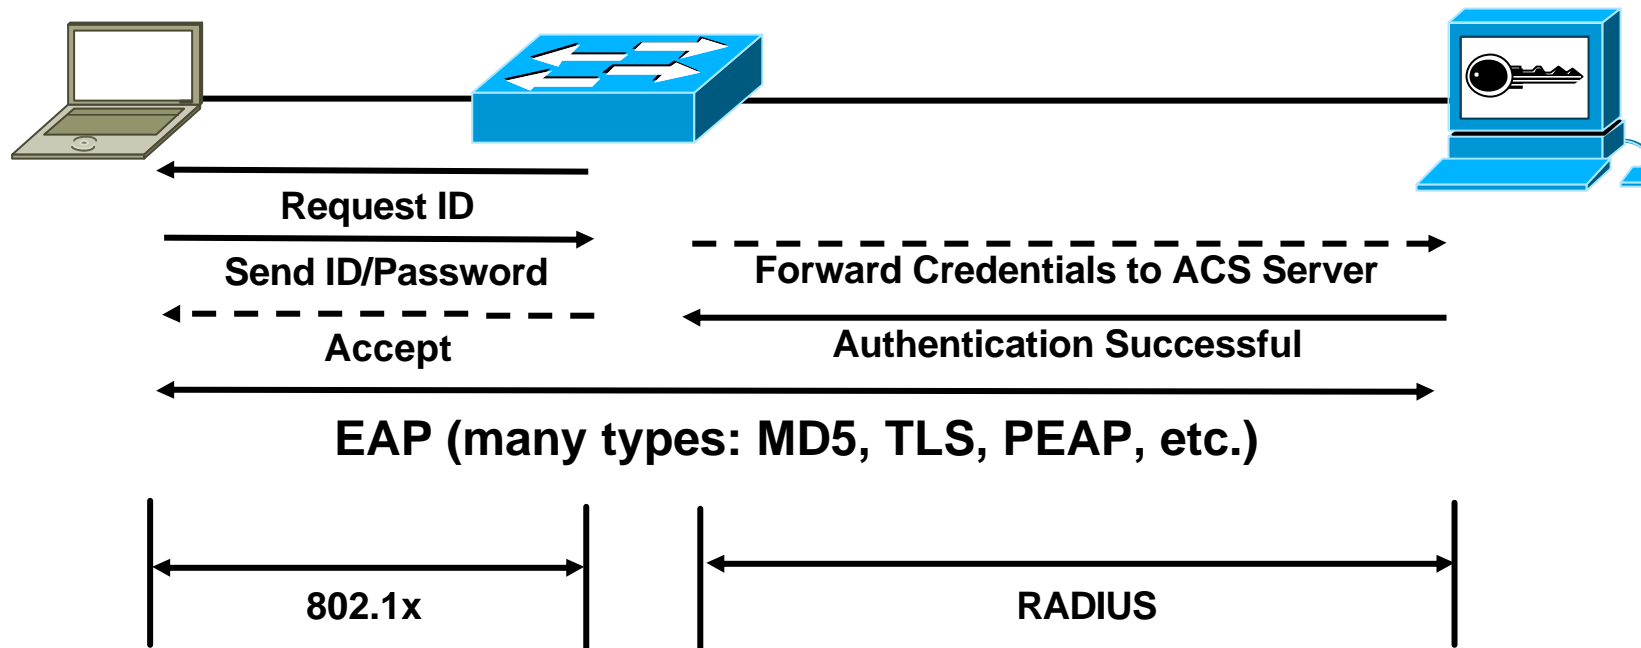 Request ID
Send ID/Password
Forward Credentials to ACS Server
Accept
Authentication Successful
EAP (many types: MD5, TLS, PEAP, etc.)
802.1x
RADIUS